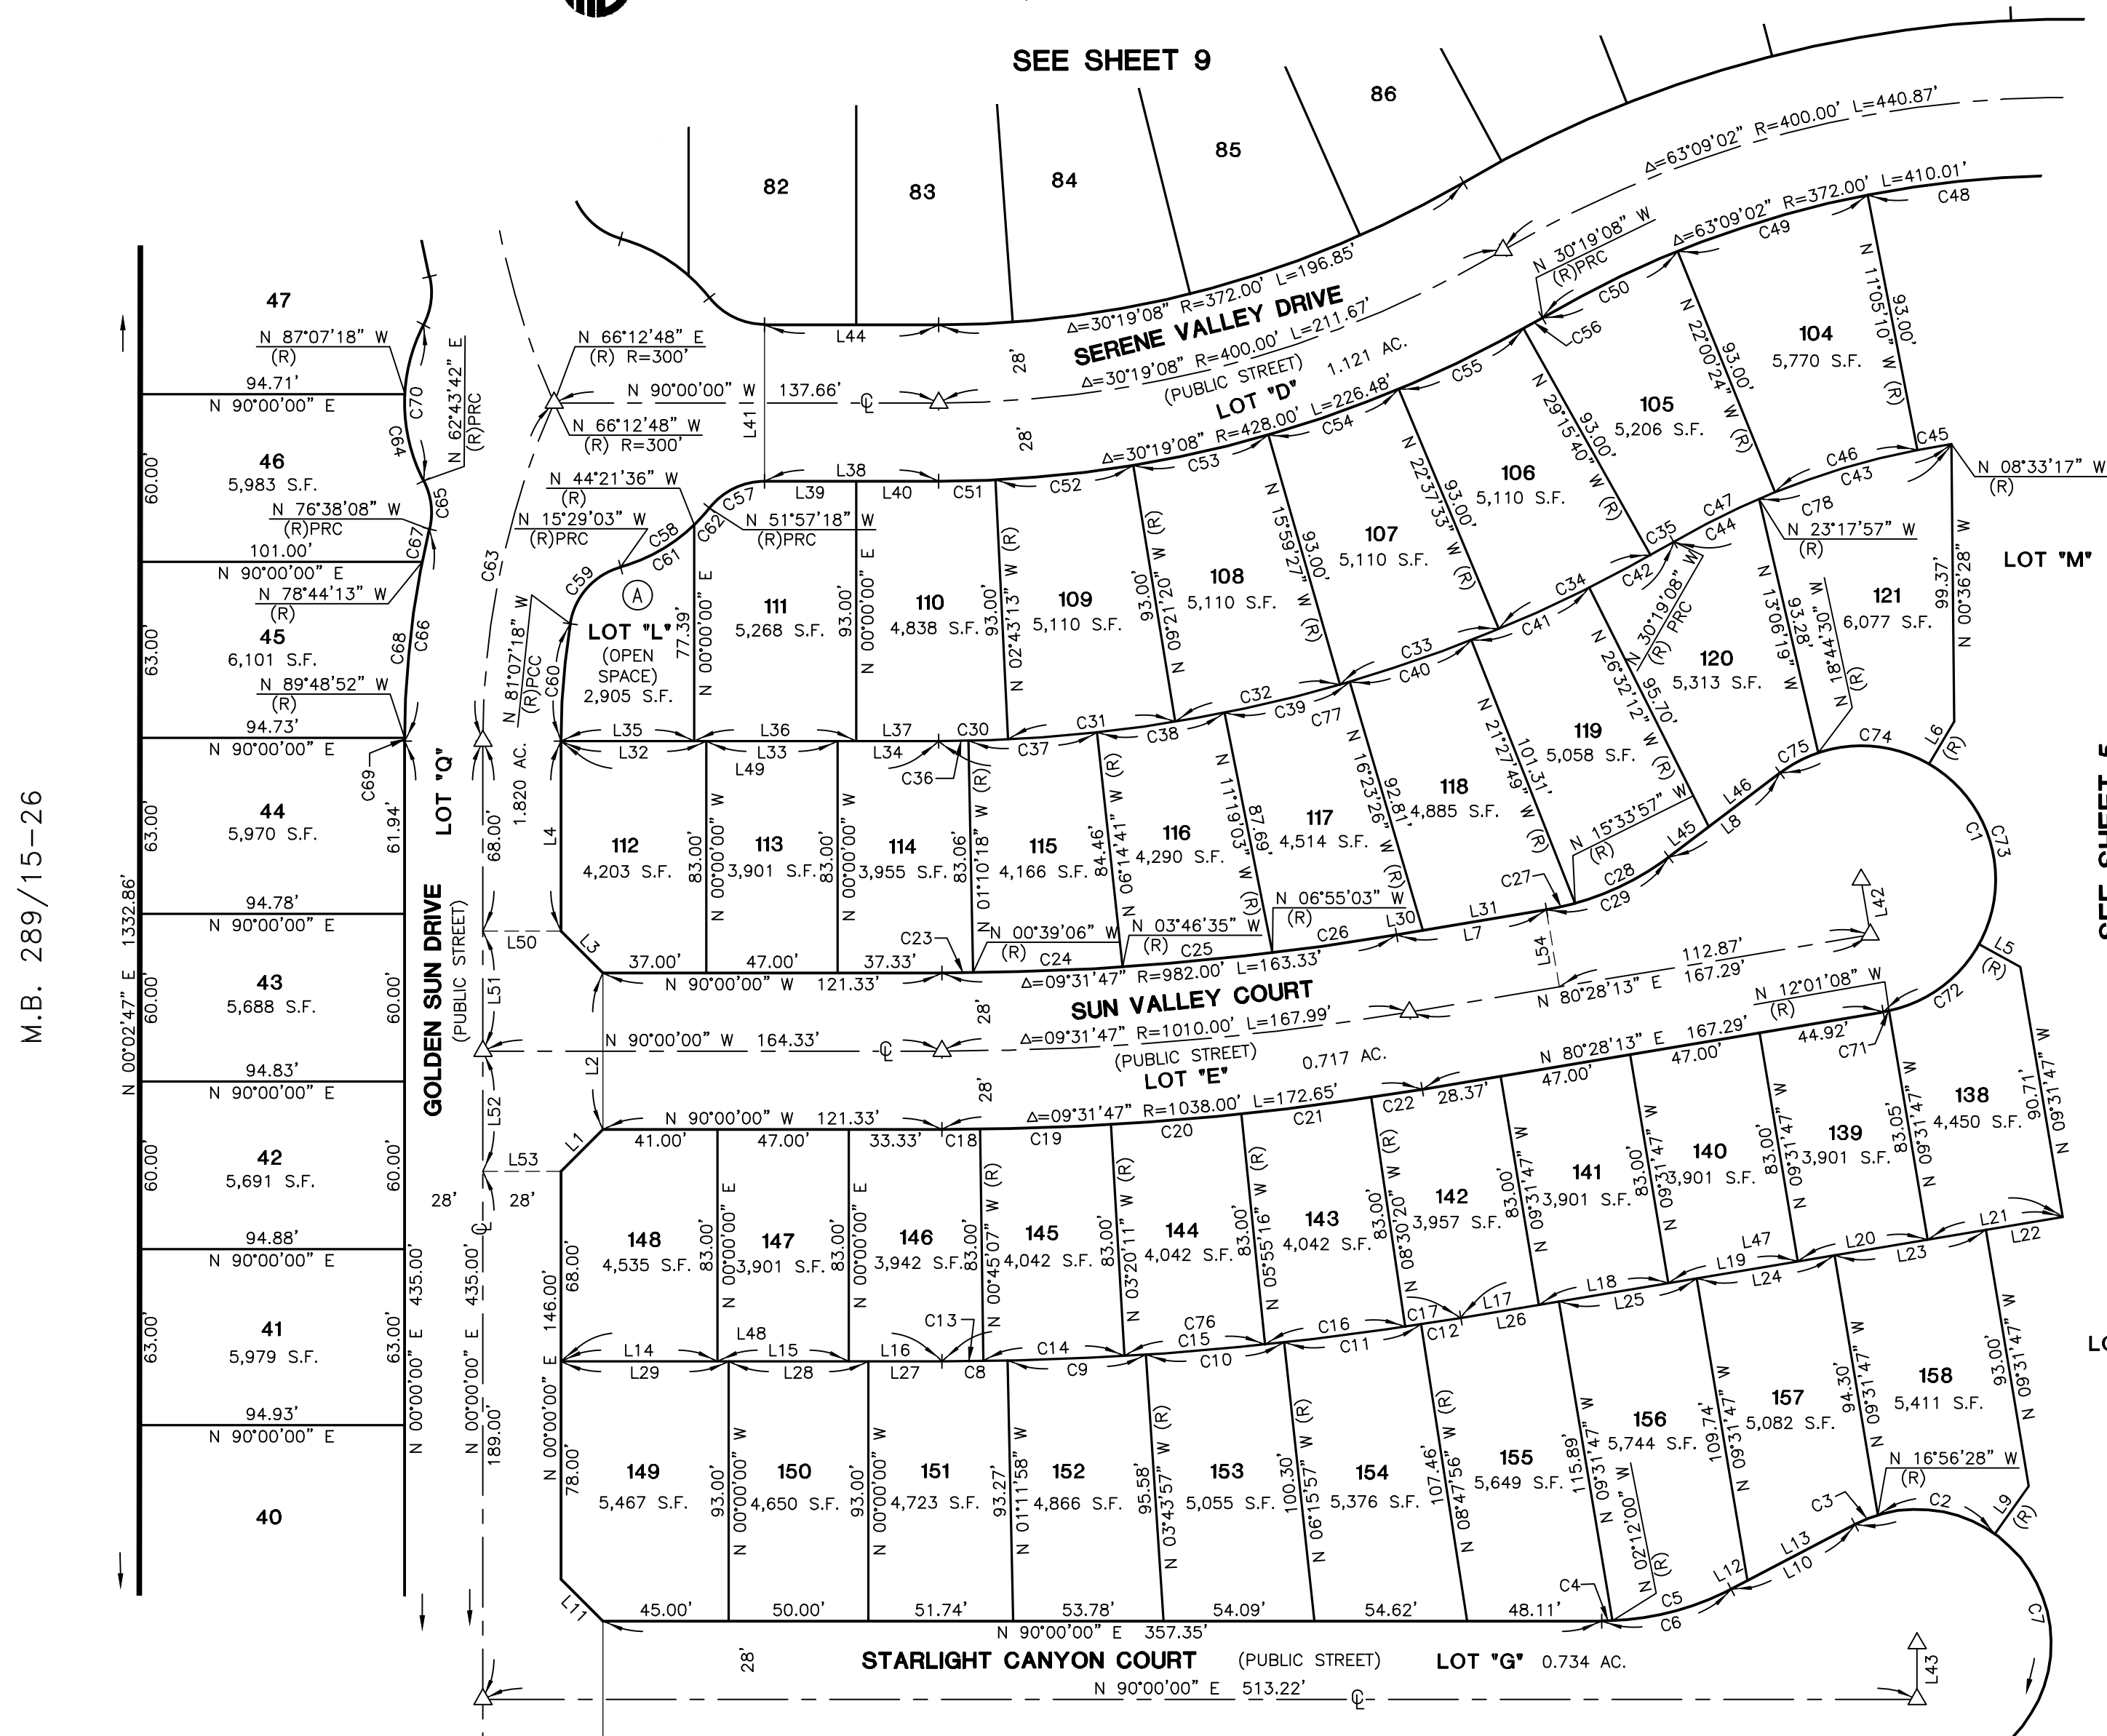 SEE SHEET 9
82
83
84
85
86
Δ=63°09'02" R=400.00' L=440.87'
Δ=63°09'02" R=372.00' L=410.01'
C48
C49
C50
N 30°19'08" W
(R)PRC
C56
N 11°05'10" W (R)
93.00'
104
5,770 S.F.
N 22°00'24" W (R)
93.00'
105
5,206 S.F.
N 29°15'40" W (R)
93.00'
106
5,110 S.F.
N 22°37'33" W (R)
93.00'
107
5,110 S.F.
N 15°59'27" W (R)
93.00'
108
5,110 S.F.
N 09°21'20" W (R)
93.00'
109
5,110 S.F.
N 02°43'13" W (R)
93.00'
110
4,838 S.F.
N 00°00'00" E
93.00'
111
5,268 S.F.
N 00°00'00" E
77.39'
Δ=30°19'08" R=372.00' L=196.85'
SERENE VALLEY DRIVE
Δ=30°19'08" R=400.00' L=211.67'
(PUBLIC STREET)
1.121 AC.
LOT "D"
Δ=30°19'08" R=428.00' L=226.48'
28'
28'
L44
N 90°00'00" W 137.66'
℄
L41
L38
L39
L40
C51
C52
C53
C54
C55
47
N 87°07'18" W
(R)
94.71'
N 90°00'00" E
C70
C64
N 62°43'42" E
(R)PRC
46
5,983 S.F.
60.00'
N 76°38'08" W
(R)PRC
C65
C67
101.00'
N 90°00'00" E
N 78°44'13" W
(R)
45
6,101 S.F.
63.00'
C68
C66
N 89°48'52" W
(R)
94.73'
N 90°00'00" E
C69
N 66°12'48" E
(R) R=300'
N 66°12'48" W
(R) R=300'
N 44°21'36" W
(R)
N 15°29'03" W
(R)PRC
N 51°57'18" W
(R)PRC
C57
C58
C62
C61
C59
C63
N 81°07'18" W
(R)PCC
C60
A
LOT "L"
(OPEN
SPACE)
2,905 S.F.
L35
L36
L37
C30
C31
C32
C33
C34
C35
L32
L33
L34
L49
C36
C37
C38
C39
C77
C40
C41
C42
C44
C47
C46
C43
C45
C78
N 08°33'17" W
(R)
N 23°17'57" W
(R)
N 30°19'08" W
(R) PRC
LOT "M"
N 00°36'28" W
99.37'
121
6,077 S.F.
N 18°44'30" W
(R)
N 13°06'19" W
93.28'
120
5,313 S.F.
N 26°32'12" W (R)
95.70'
119
5,058 S.F.
N 21°27'49" W (R)
101.31'
118
4,885 S.F.
N 16°23'26" W (R)
92.81'
117
4,514 S.F.
N 11°19'03" W (R)
87.69'
116
4,290 S.F.
N 06°14'41" W (R)
84.46'
115
4,166 S.F.
N 01°10'18" W (R)
83.06'
114
3,955 S.F.
N 00°00'00" W
83.00'
113
3,901 S.F.
N 00°00'00" W
83.00'
112
4,203 S.F.
L6
(R)
C74
C75
L46
L8
L45
C1
C73
N 15°33'57" W
(R)
C27
C28
C29
L31
L7
L30
C26
N 06°55'03" W
(R)
N 03°46'35" W
(R)
C25
N 00°39'06" W
(R)
C24
C23
L42
L5
(R)
C72
L54
112.87'
N 80°28'13" E 167.29'
N 12°01'08" W
(R)
C71
LOT "Q"
1.820 AC.
68.00'
L4
L3
L50
L51
37.00'
47.00'
37.33'
N 90°00'00" W 121.33'
Δ=09°31'47" R=982.00' L=163.33'
SUN VALLEY COURT
Δ=09°31'47" R=1010.00' L=167.99'
(PUBLIC STREET)
LOT "E"
0.717 AC.
28'
28'
N 90°00'00" W 164.33'
℄
L2
L52
L1
L53
N 90°00'00" W 121.33'
41.00'
47.00'
33.33'
Δ=09°31'47" R=1038.00' L=172.65'
C18
C19
C20
C21
C22
28.37'
N 80°28'13" E 167.29'
47.00'
47.00'
44.92'
44
5,970 S.F.
63.00'
61.94'
94.78'
N 90°00'00" E
43
5,688 S.F.
60.00'
60.00'
94.83'
N 90°00'00" E
42
5,691 S.F.
60.00'
60.00'
94.88'
N 90°00'00" E
41
5,979 S.F.
63.00'
63.00'
94.93'
N 90°00'00" E
40
M.B. 289/15-26
N 00°02'47" E 1332.86'
GOLDEN SUN DRIVE
(PUBLIC STREET)
28'
28'
℄
N 00°00'00" E 435.00'
N 00°00'00" E 435.00'
189.00'
N 00°00'00" E 146.00'
68.00'
78.00'
148
4,535 S.F.
83.00'
N 00°00'00" E
147
3,901 S.F.
83.00'
N 00°00'00" E
146
3,942 S.F.
83.00'
N 00°45'07" W (R)
145
4,042 S.F.
83.00'
N 03°20'11" W (R)
144
4,042 S.F.
83.00'
N 05°55'16" W (R)
143
4,042 S.F.
83.00'
N 08°30'20" W (R)
142
3,957 S.F.
83.00'
N 09°31'47" W
141
3,901 S.F.
83.00'
N 09°31'47" W
140
3,901 S.F.
83.00'
N 09°31'47" W
139
3,901 S.F.
83.05'
N 09°31'47" W
138
4,450 S.F.
90.71'
N 09°31'47" W
L14
L48
L15
L16
C13
C14
C76
C15
C16
C17
L17
L18
L19
L47
L20
L21
L29
L28
L27
C8
C9
C10
C11
C12
L26
L25
L24
L23
L22
149
5,467 S.F.
93.00'
N 00°00'00" W
150
4,650 S.F.
93.00'
N 00°00'00" W
151
4,723 S.F.
93.27'
N 01°11'58" W
152
4,866 S.F.
95.58'
N 03°43'57" W (R)
153
5,055 S.F.
100.30'
N 06°15'57" W (R)
154
5,376 S.F.
107.46'
N 08°47'56" W (R)
155
5,649 S.F.
115.89'
N 09°31'47" W
156
5,744 S.F.
109.74'
N 09°31'47" W
157
5,082 S.F.
94.30'
N 09°31'47" W
158
5,411 S.F.
93.00'
N 09°31'47" W
N 02°12'00" W
(R)
N 16°56'28" W
(R)
C3
C2
L9
(R)
L13
L10
L12
C4
C5
C6
C7
L11
45.00'
50.00'
51.74'
53.78'
54.09'
54.62'
48.11'
N 90°00'00" E 357.35'
28'
STARLIGHT CANYON COURT
(PUBLIC STREET)
LOT "G" 0.734 AC.
N 90°00'00" E 513.22'
℄
L43